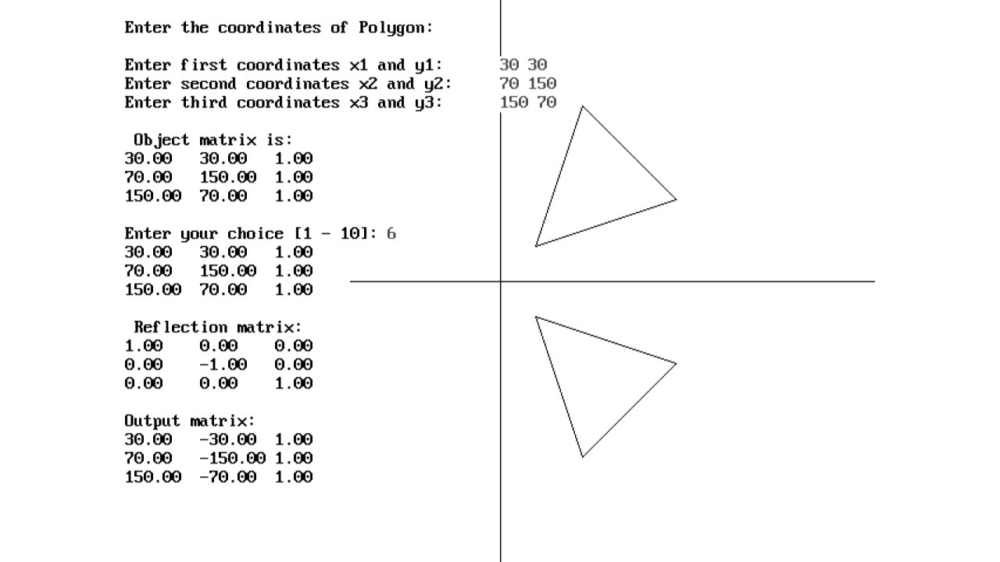 Enter the coordinates of Polygon:
Enter first coordinates x1 and y1: 30 30
Enter second coordinates x2 and y2: 70 150
Enter third coordinates x3 and y3: 150 70
Object matrix is:
30.00 30.00 1.00
70.00 150.00 1.00
150.00 70.00 1.00
Enter your choice [1 - 10]: 6
30.00 30.00 1.00
70.00 150.00 1.00
150.00 70.00 1.00
Reflection matrix:
1.00 0.00 0.00
0.00 -1.00 0.00
0.00 0.00 1.00
Output matrix:
30.00 -30.00 1.00
70.00 -150.00 1.00
150.00 -70.00 1.00